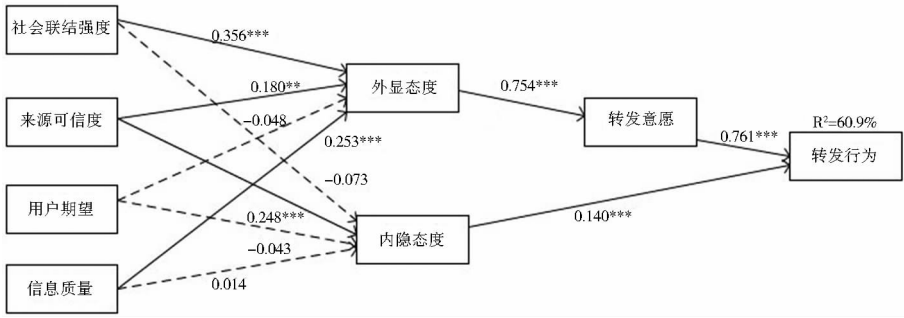 社会联结强度
来源可信度
用户期望
信息质量
0.356***
0.180**
-0.048
0.253***
-0.073
0.248***
-0.043
0.014
外显态度
内隐态度
0.754***
转发意愿
0.140***
0.761***
R²=60.9%
转发行为